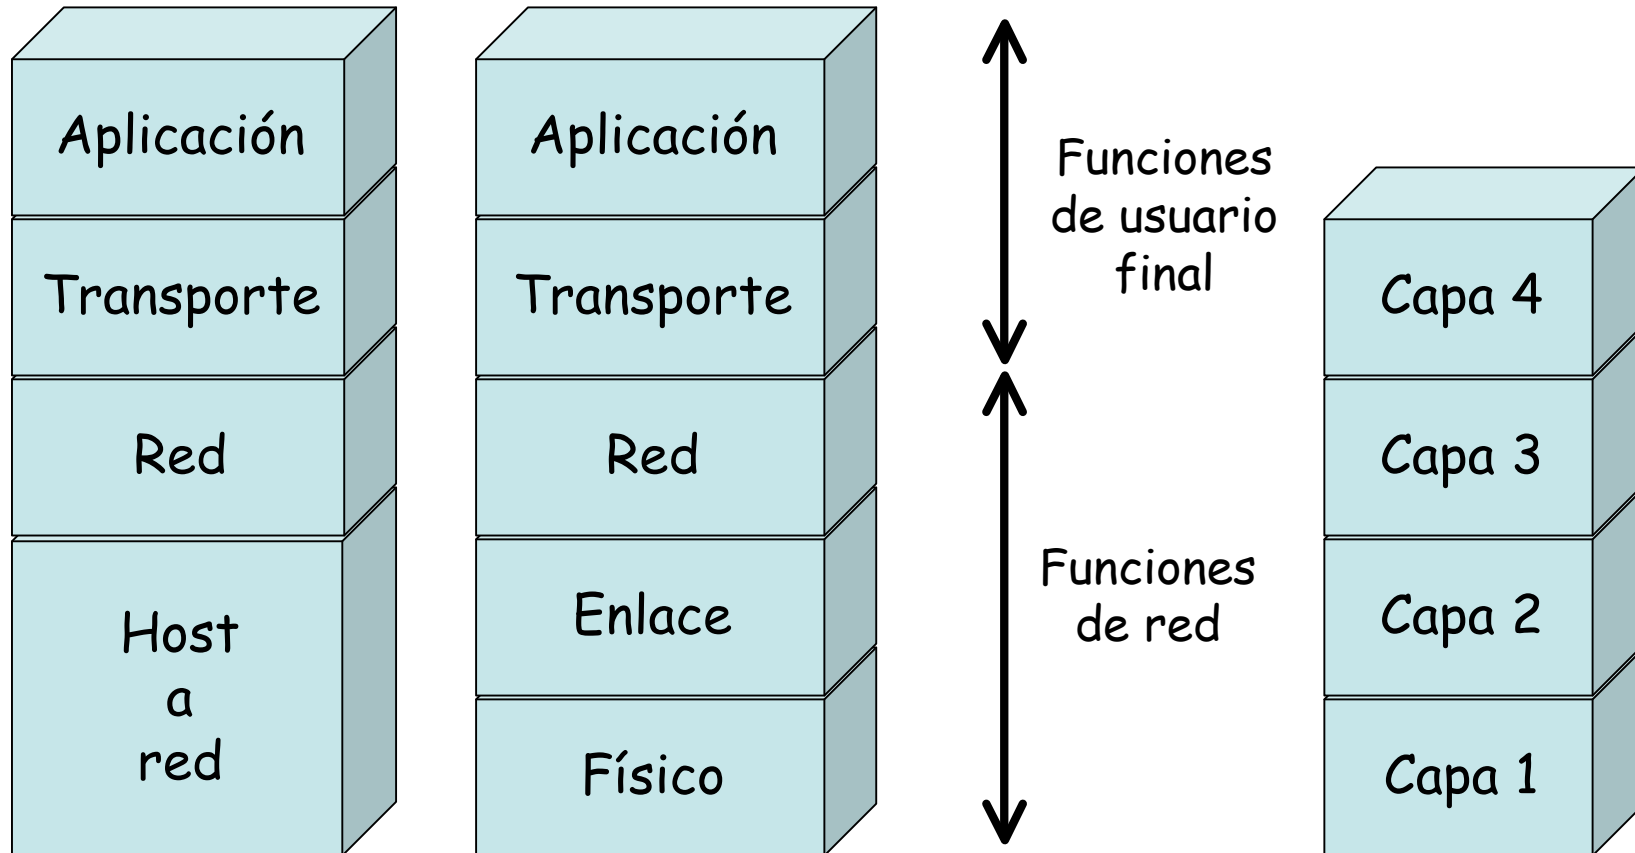 Aplicación
Transporte
Red
Host
a
red
Aplicación
Transporte
Red
Enlace
Físico
Funciones
de usuario
final
Funciones
de red
Capa 4
Capa 3
Capa 2
Capa 1